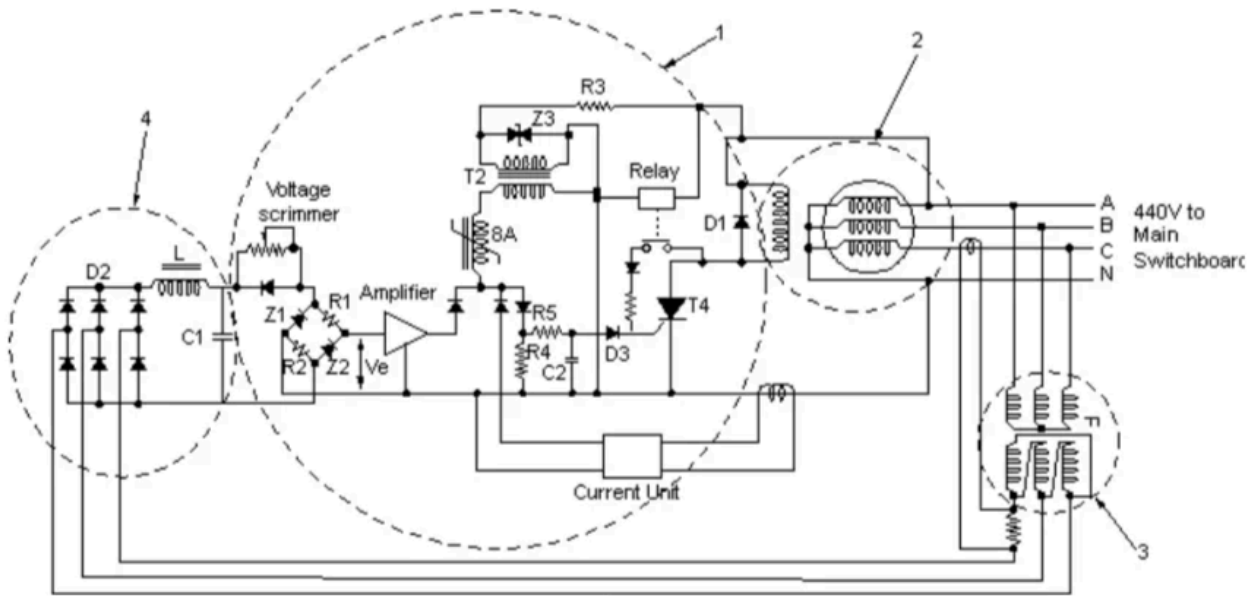 1
2
R3
4
Z3
T2
Relay
Voltage
scrimmer
8A
D1
A
B
C
N
440V to
Main
Switchboard
L
D2
Amplifier
R1
Z1
C1
R5
T4
R2
Z2
Ve
R4
C2
D3
F
Current Unit
3